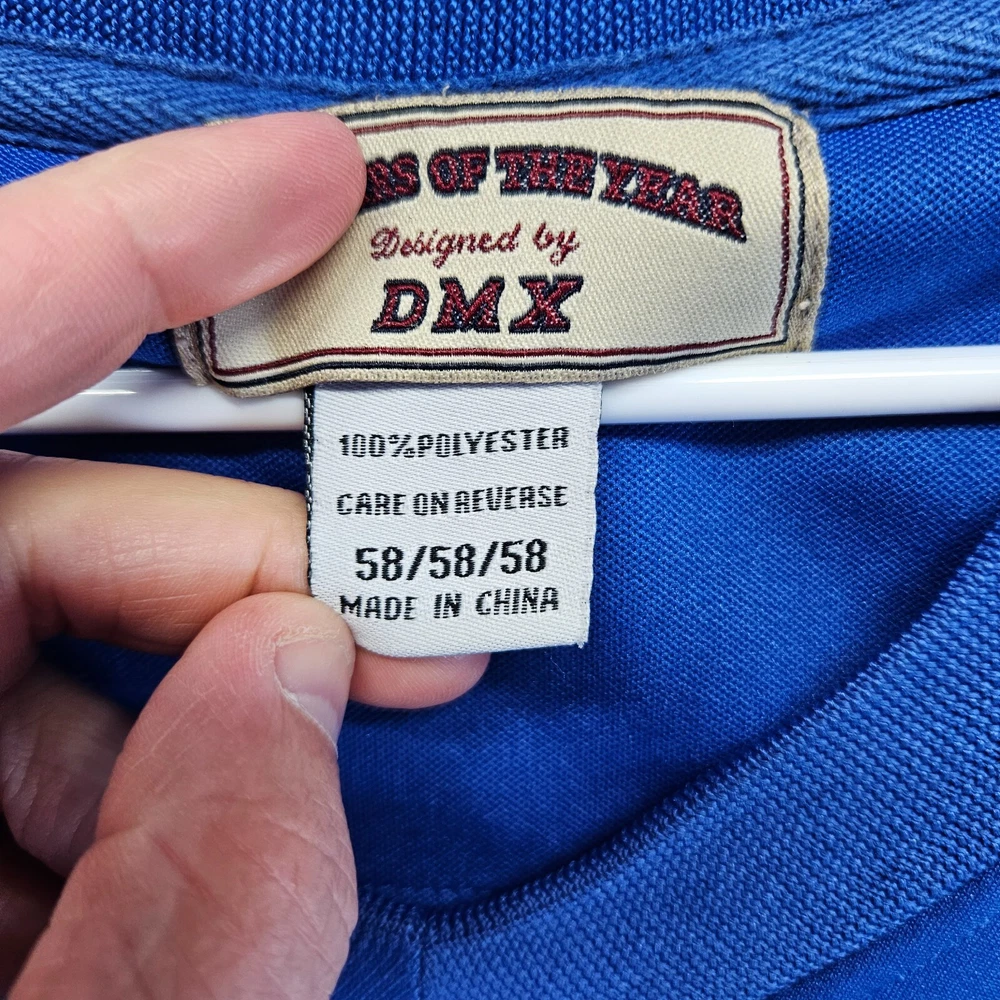 OF THE YEAR
Designed by
DMX
100%POLYESTER
CARE ON REVERSE
58/58/58
MADE IN CHINA